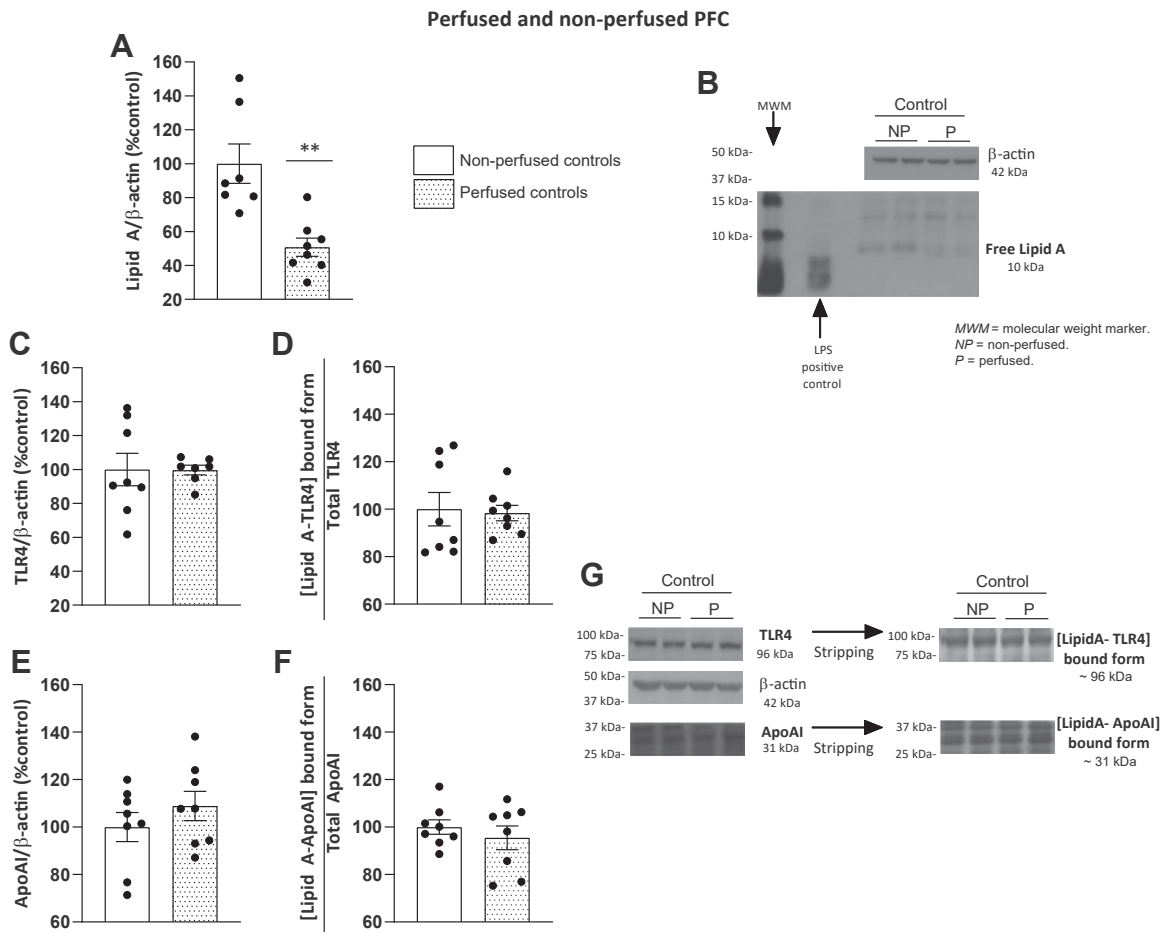 Perfused and non-perfused PFC
A
Lipid A/β-actin (%control)
160
140
120
100
80
60
40
20
**
Non-perfused controls
Perfused controls
B
MWM
Control
NP P
50 kDa-
37 kDa-
15 kDa-
10 kDa-
β-actin
42 kDa
Free Lipid A
10 kDa
LPS
positive
control
MWM = molecular weight marker.
NP = non-perfused.
P = perfused.
C
TLR4/β-actin (%control)
160
140
120
100
80
60
40
20
D
[Lipid A-TLR4] bound form
Total TLR4
160
140
120
100
80
60
E
ApoAI/β-actin (%control)
160
140
120
100
80
60
F
[Lipid A-ApoAI] bound form
Total ApoAI
160
140
120
100
80
60
G
Control
NP P
100 kDa-
75 kDa-
50 kDa-
37 kDa-
37 kDa-
25 kDa-
TLR4
96 kDa
β-actin
42 kDa
ApoAI
31 kDa
Stripping
Stripping
Control
NP P
100 kDa-
75 kDa-
37 kDa-
25 kDa-
[LipidA- TLR4]
bound form
~ 96 kDa
[LipidA- ApoAI]
bound form
~ 31 kDa